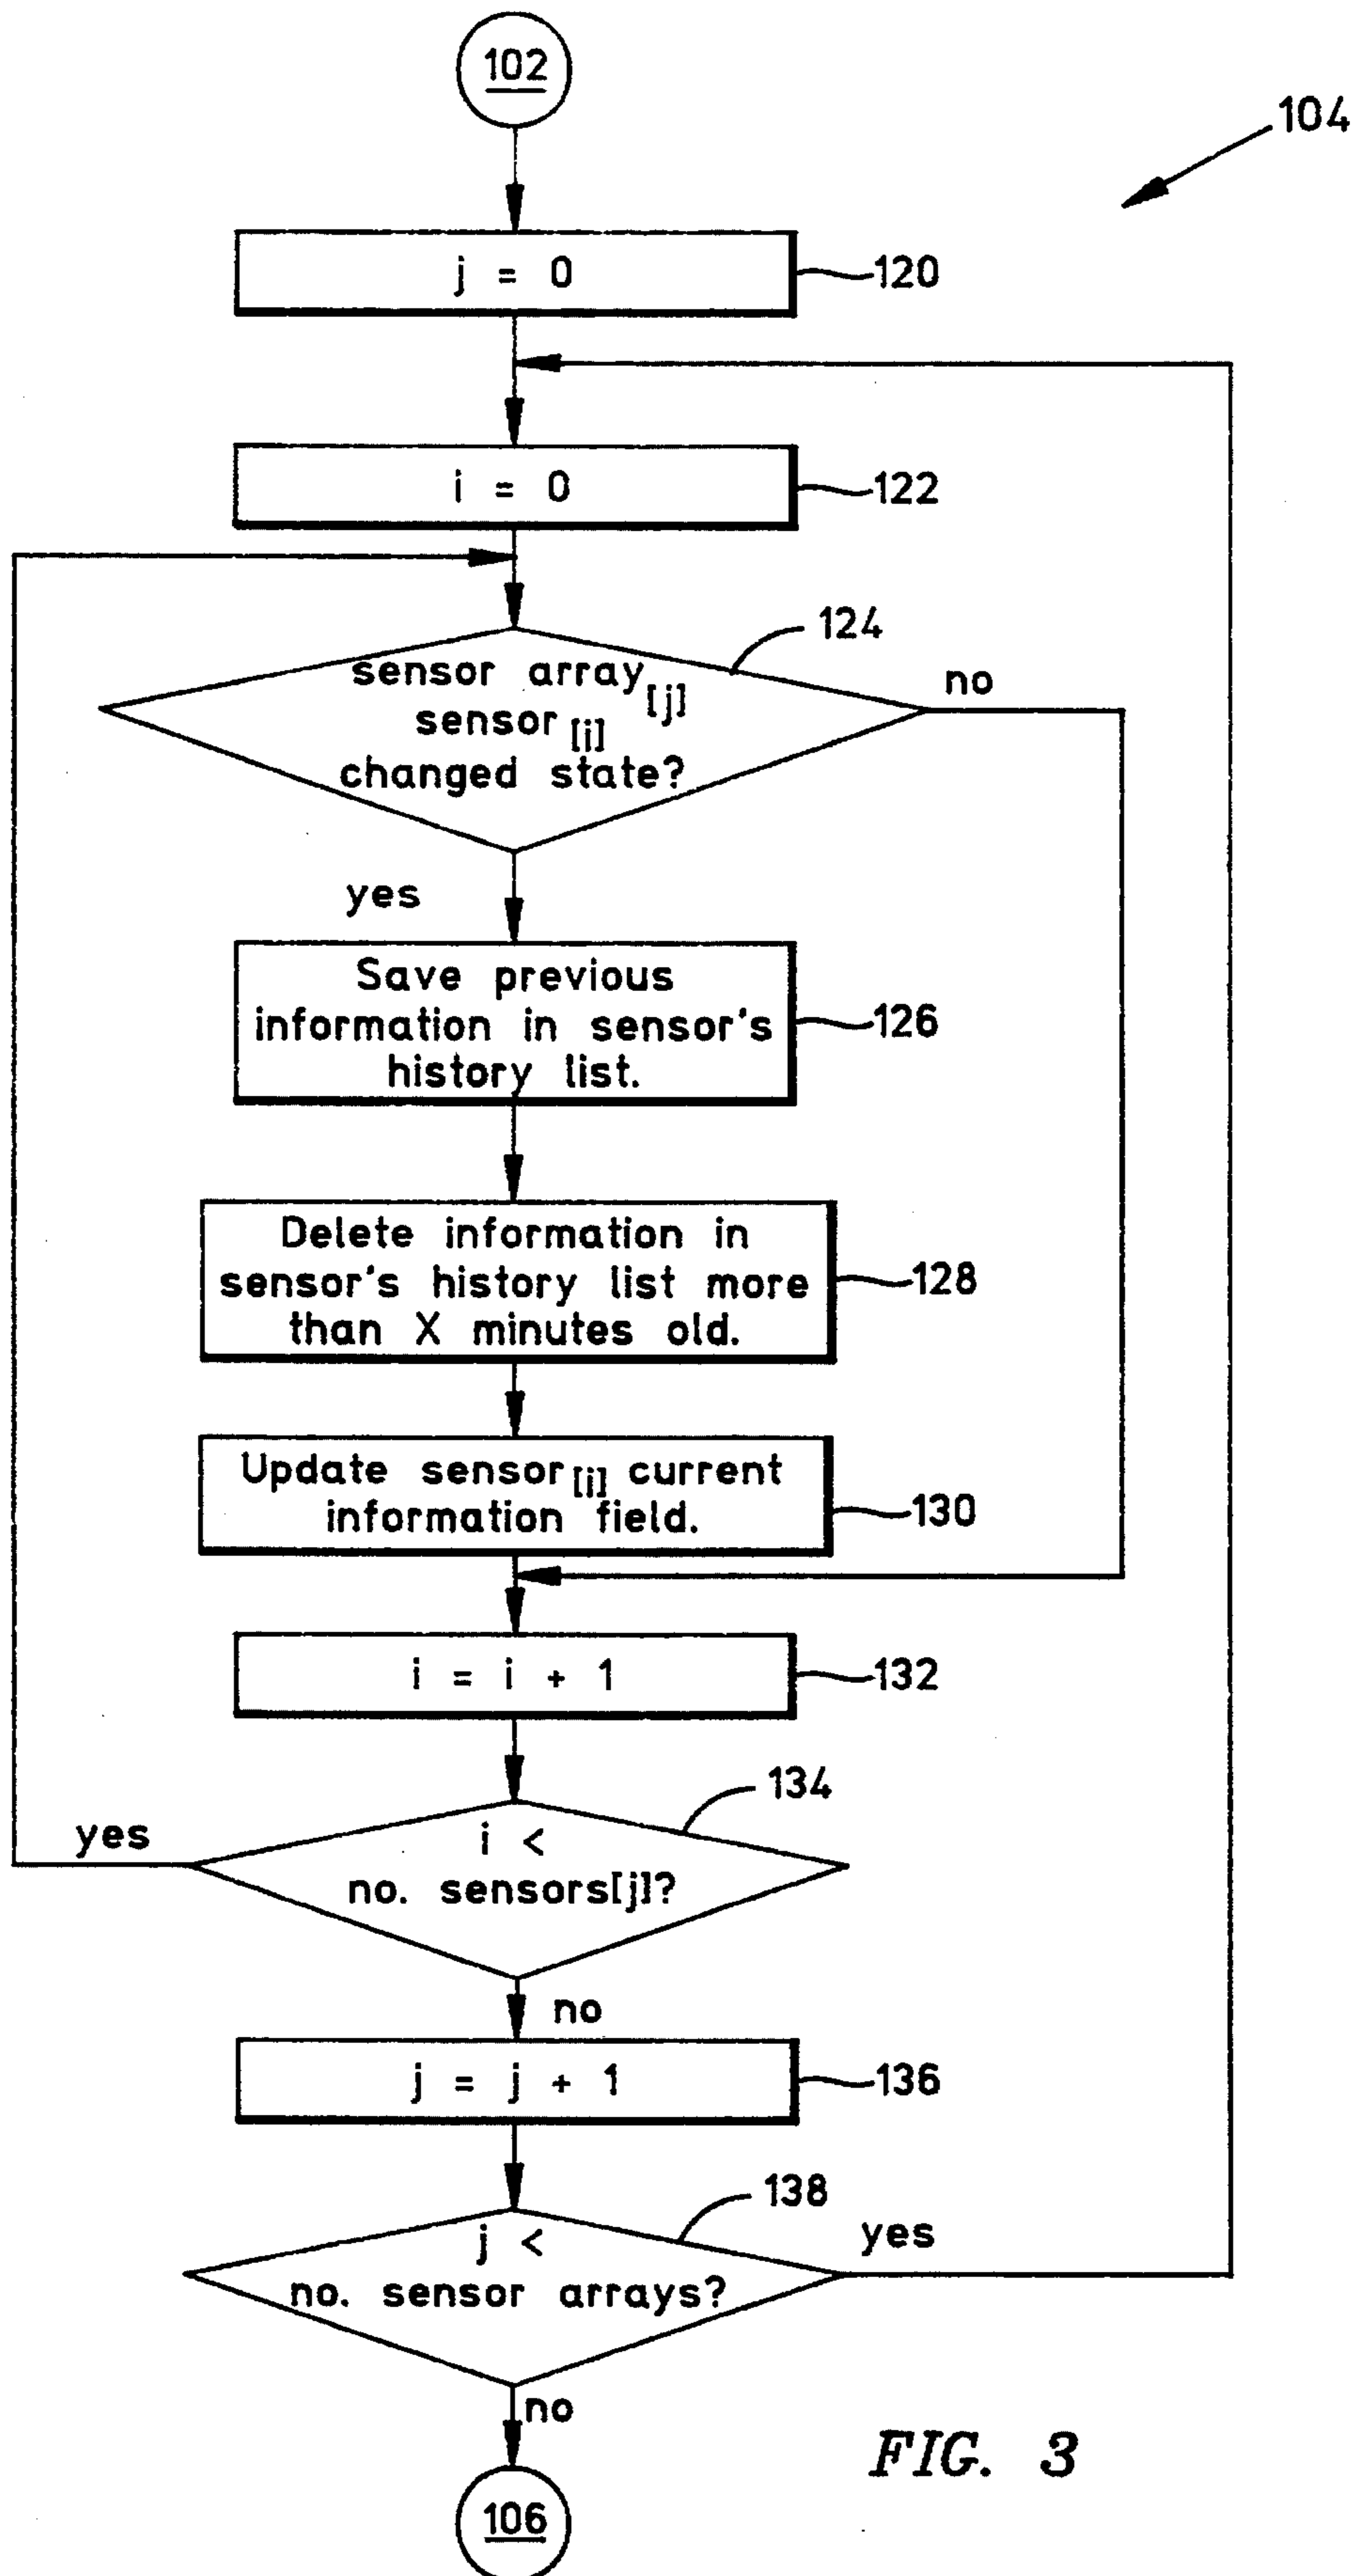 102
104
j = 0
120
i = 0
122
124
sensor array[j]
sensor[i]
changed state?
no
yes
Save previous
information in sensor's
history list.
126
Delete information in
sensor's history list more
than X minutes old.
128
Update sensor[i] current
information field.
130
i = i + 1
132
134
yes
i <
no. sensors[j]?
no
j = j + 1
136
138
j <
no. sensor arrays?
yes
no
FIG. 3
106